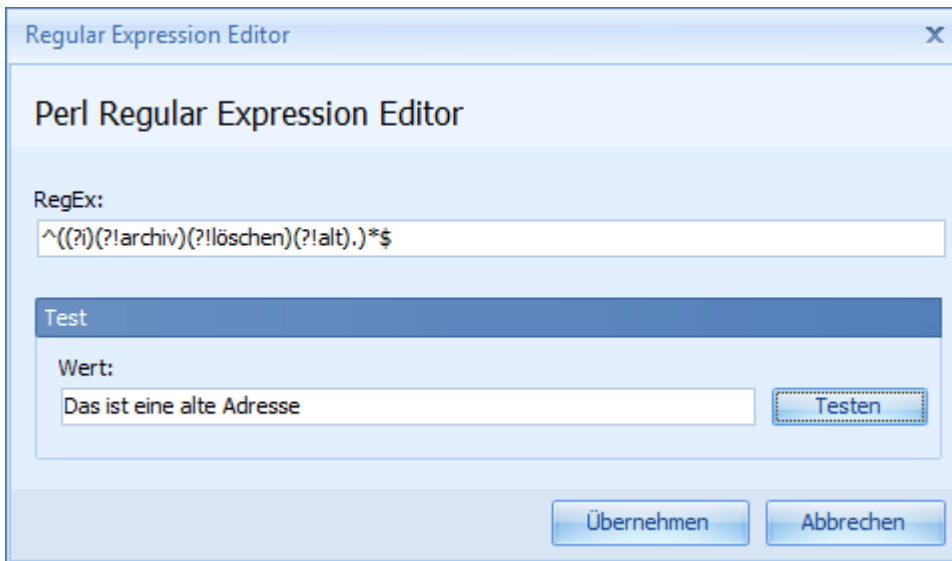 Regular Expression Editor
Perl Regular Expression Editor
RegEx:
^((?i)(?!archiv)(?!löschen)(?!alt).)*$
Test
Wert:
Das ist eine alte Adresse
Testen
Übernehmen
Abbrechen